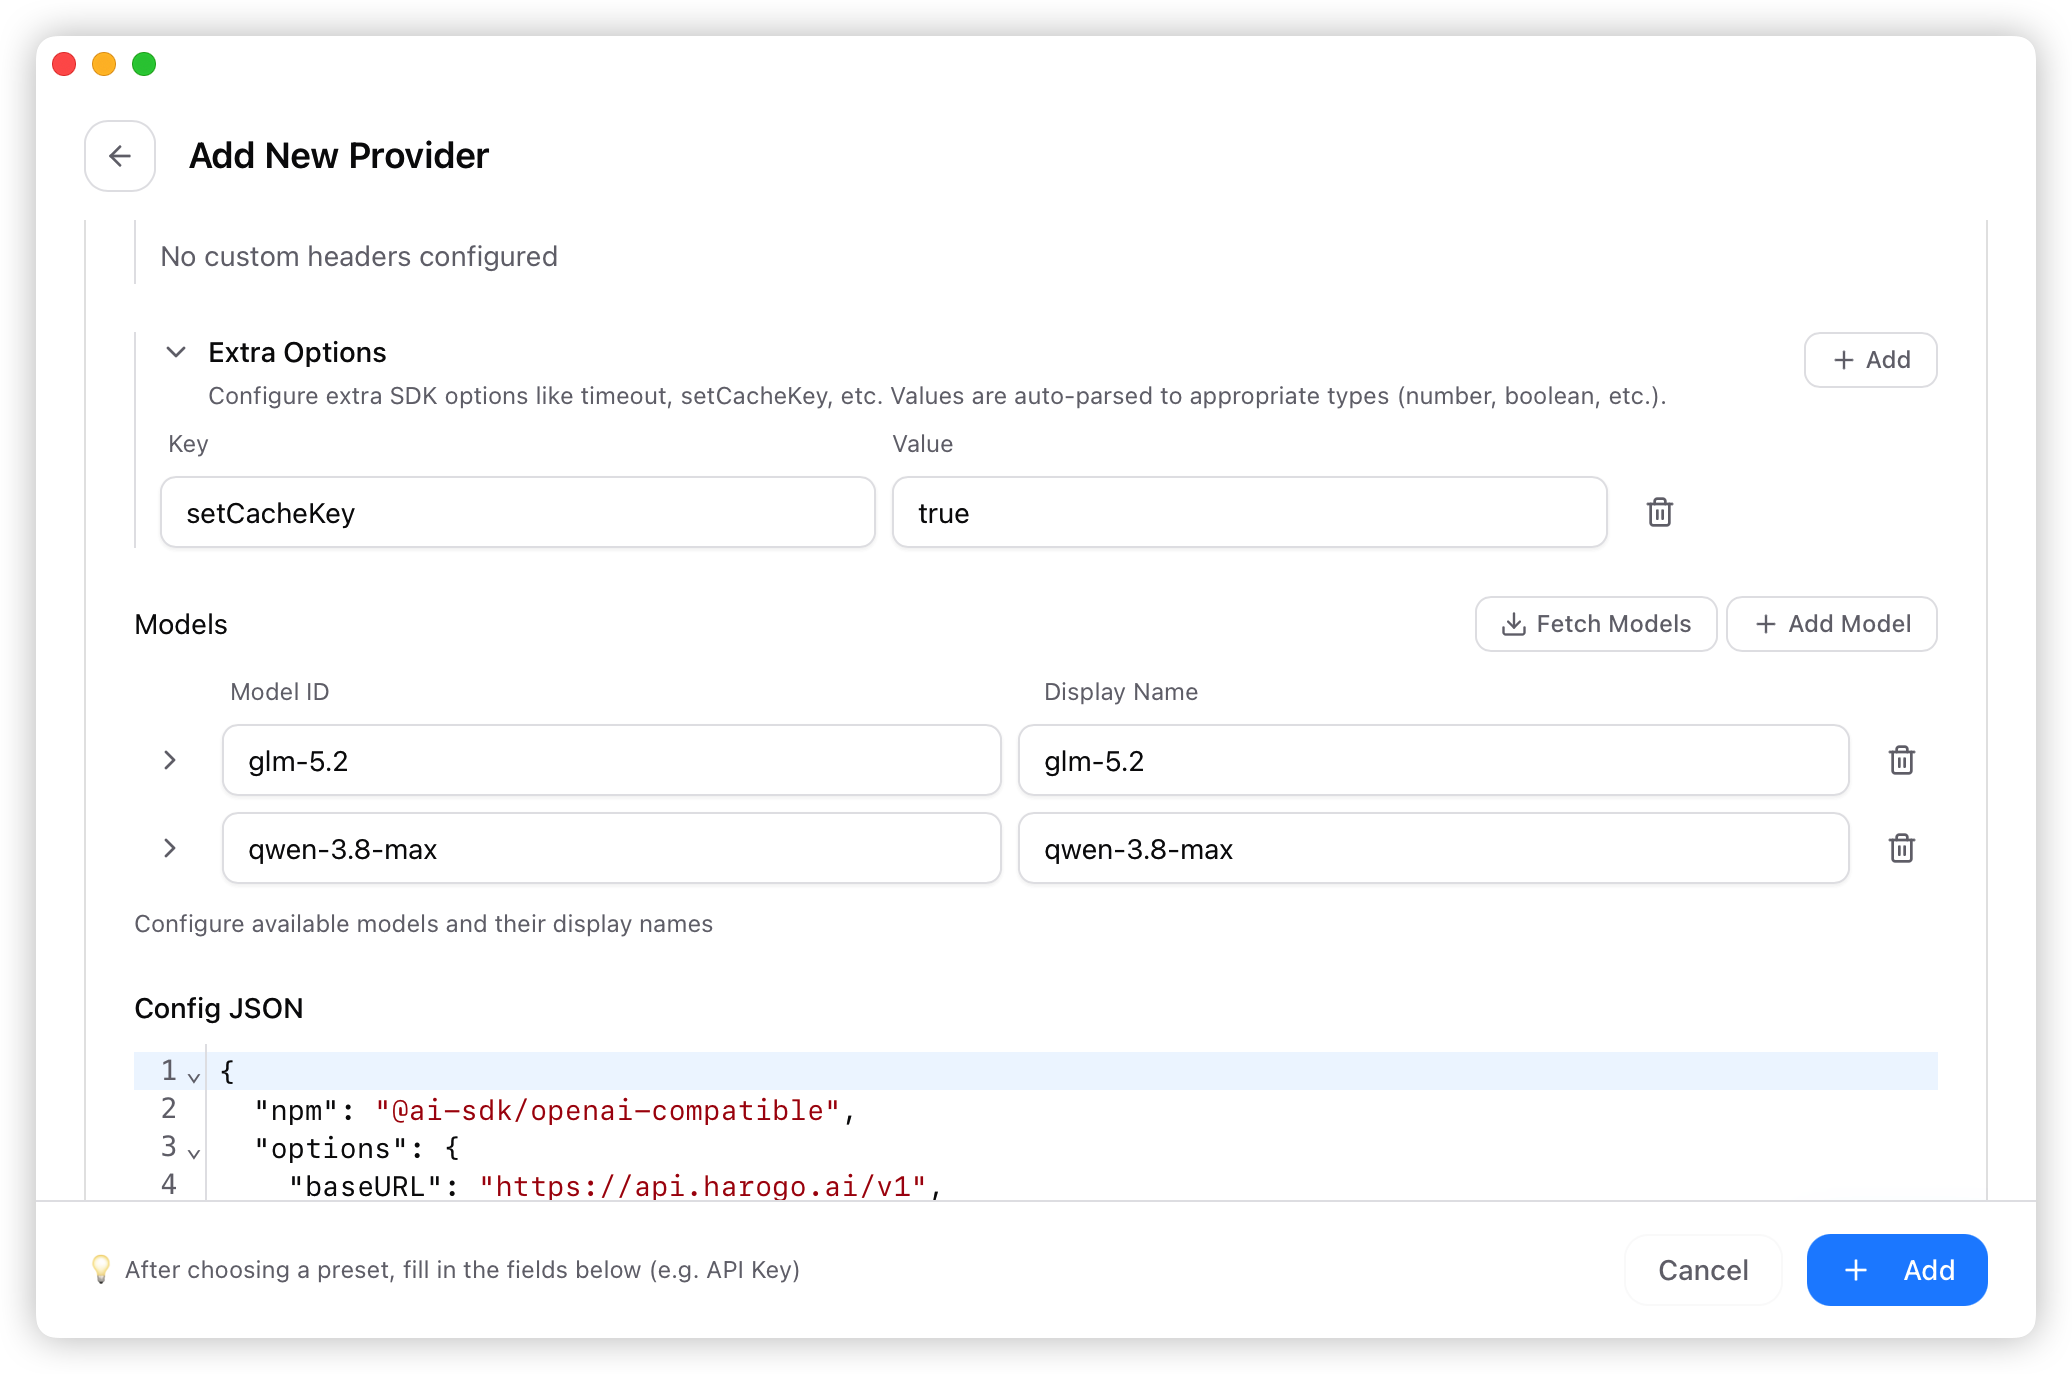 Add New Provider
No custom headers configured
Extra Options
Add
Configure extra SDK options like timeout, setCacheKey, etc. Values are auto-parsed to appropriate types (number, boolean, etc.).
Key Value
setCacheKey true
Models Fetch Models Add Model
Model ID Display Name
glm-5.2 glm-5.2
qwen-3.8-max qwen-3.8-max
Configure available models and their display names
Config JSON
1 {
2 "npm": "@ai-sdk/openai-compatible",
3 "options": {
4 "baseURL": "https://api.harogo.ai/v1",
After choosing a preset, fill in the fields below (e.g. API Key) Cancel Add